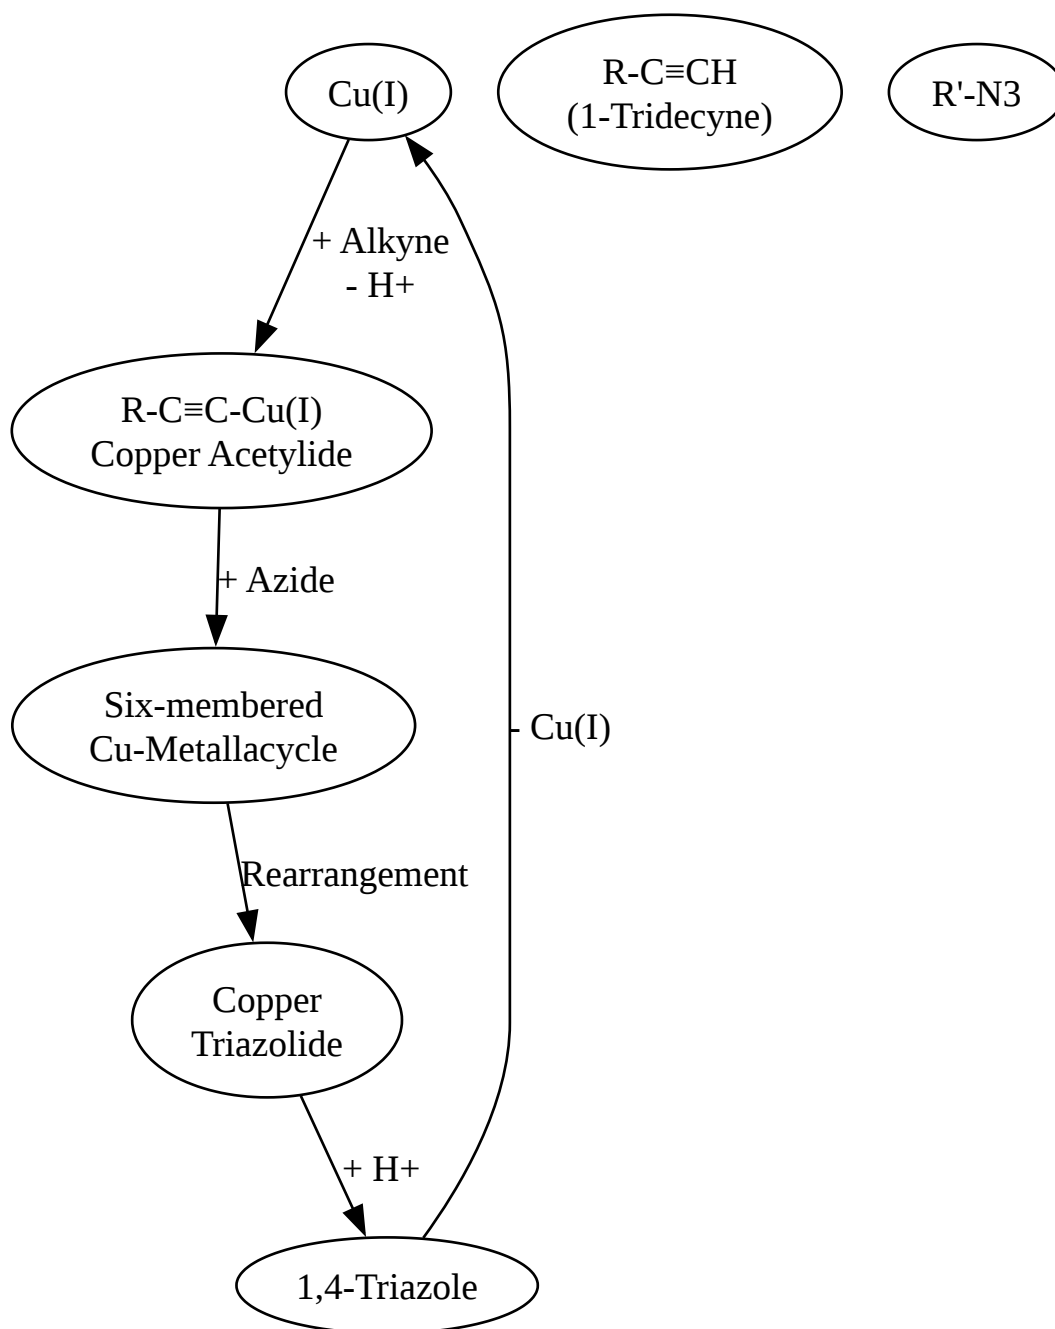 Cu(I)
R-C≡CH
(1-Tridecyne)
R'-N3
+ Alkyne
- H+
R-C≡C-Cu(I)
Copper Acetylide
+ Azide
Six-membered
Cu-Metallacycle
- Cu(I)
Rearrangement
Copper
Triazolide
+ H+
1,4-Triazole